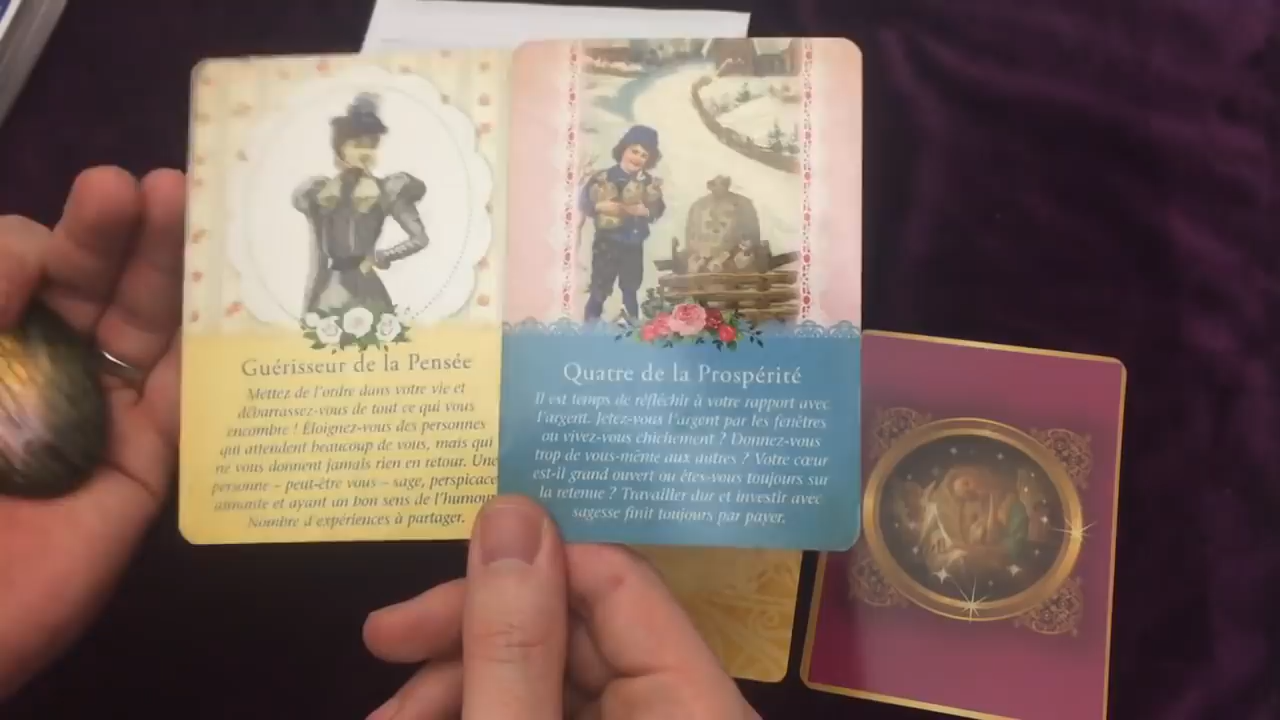 Guérisseur de la Pensée
Mettez de l'ordre dans votre vie et
débarrassez-vous de tout ce qui vous
encombre ! Éloignez-vous des personnes
qui attendent beaucoup de vous, mais qui
ne vous donnent jamais rien en retour. Une
personne – peut-être vous – sage, perspicace
aimante et ayant un bon sens de l'humour
Nombre d'expériences à partager.
Quatre de la Prospérité
Il est temps de réfléchir à votre rapport avec
l'argent. Jetez-vous l'argent par les fenêtres
ou vivez-vous chichement ? Donnez-vous
trop de vous-même aux autres ? Votre cœur
est-il grand ouvert ou êtes-vous toujours sur
la retenue ? Travailler dur et investir avec
sagesse finit toujours par payer.